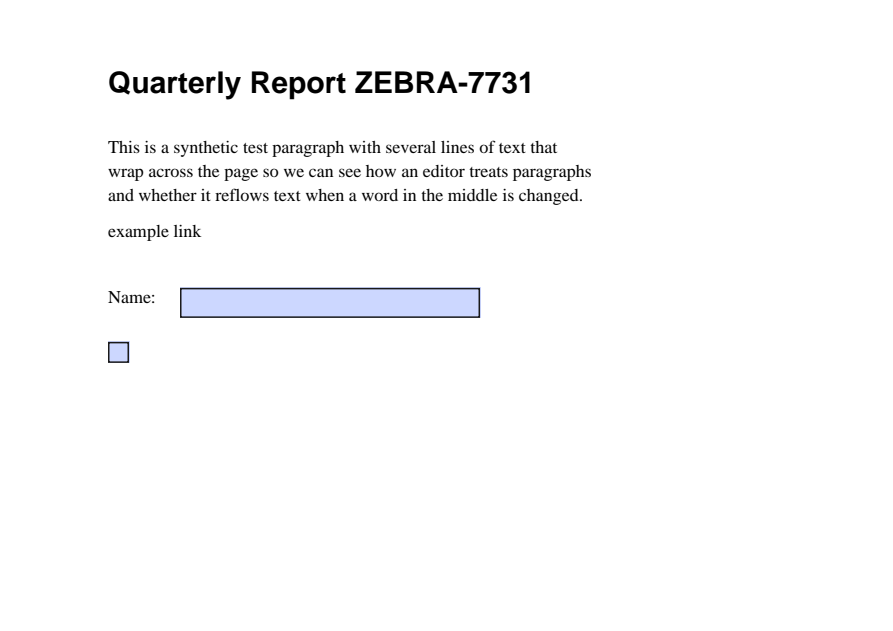 Quarterly Report ZEBRA-7731
This is a synthetic test paragraph with several lines of text that
wrap across the page so we can see how an editor treats paragraphs
and whether it reflows text when a word in the middle is changed.
example link
Name: